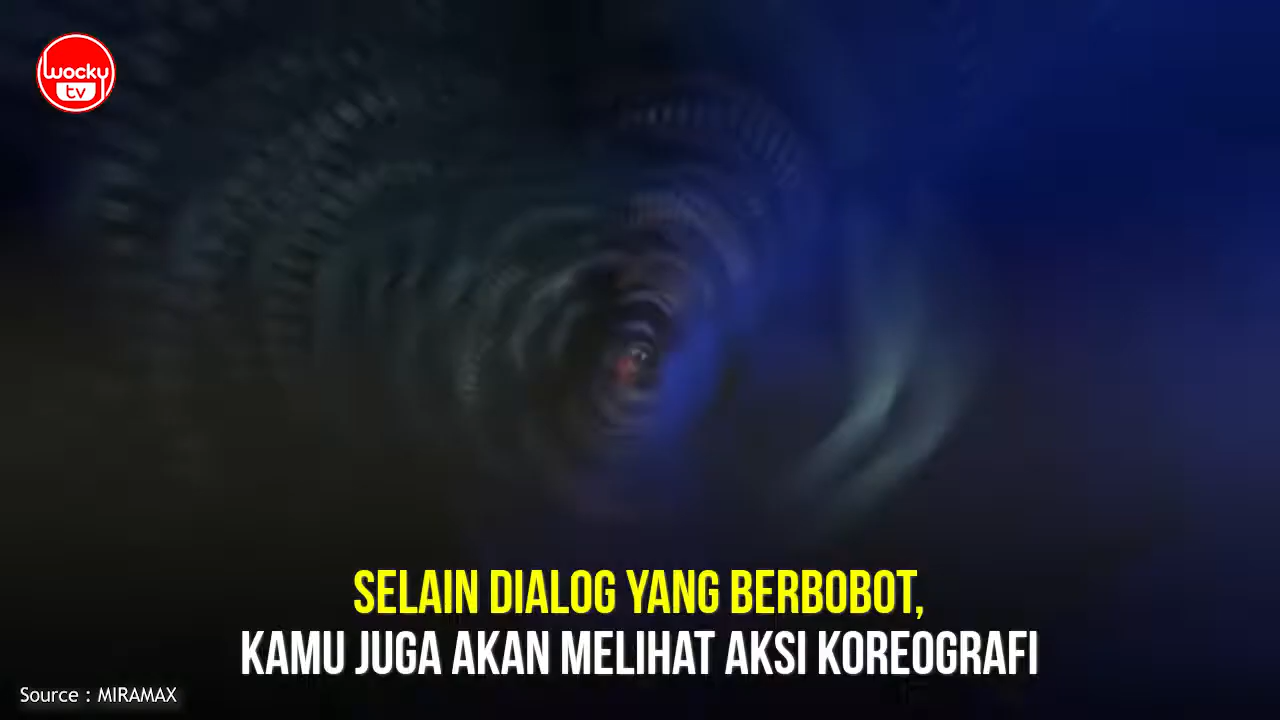 wocky
tv
SELAIN DIALOG YANG BERBOBOT,
KAMU JUGA AKAN MELIHAT AKSI KOREOGRAFI
Source : MIRAMAX